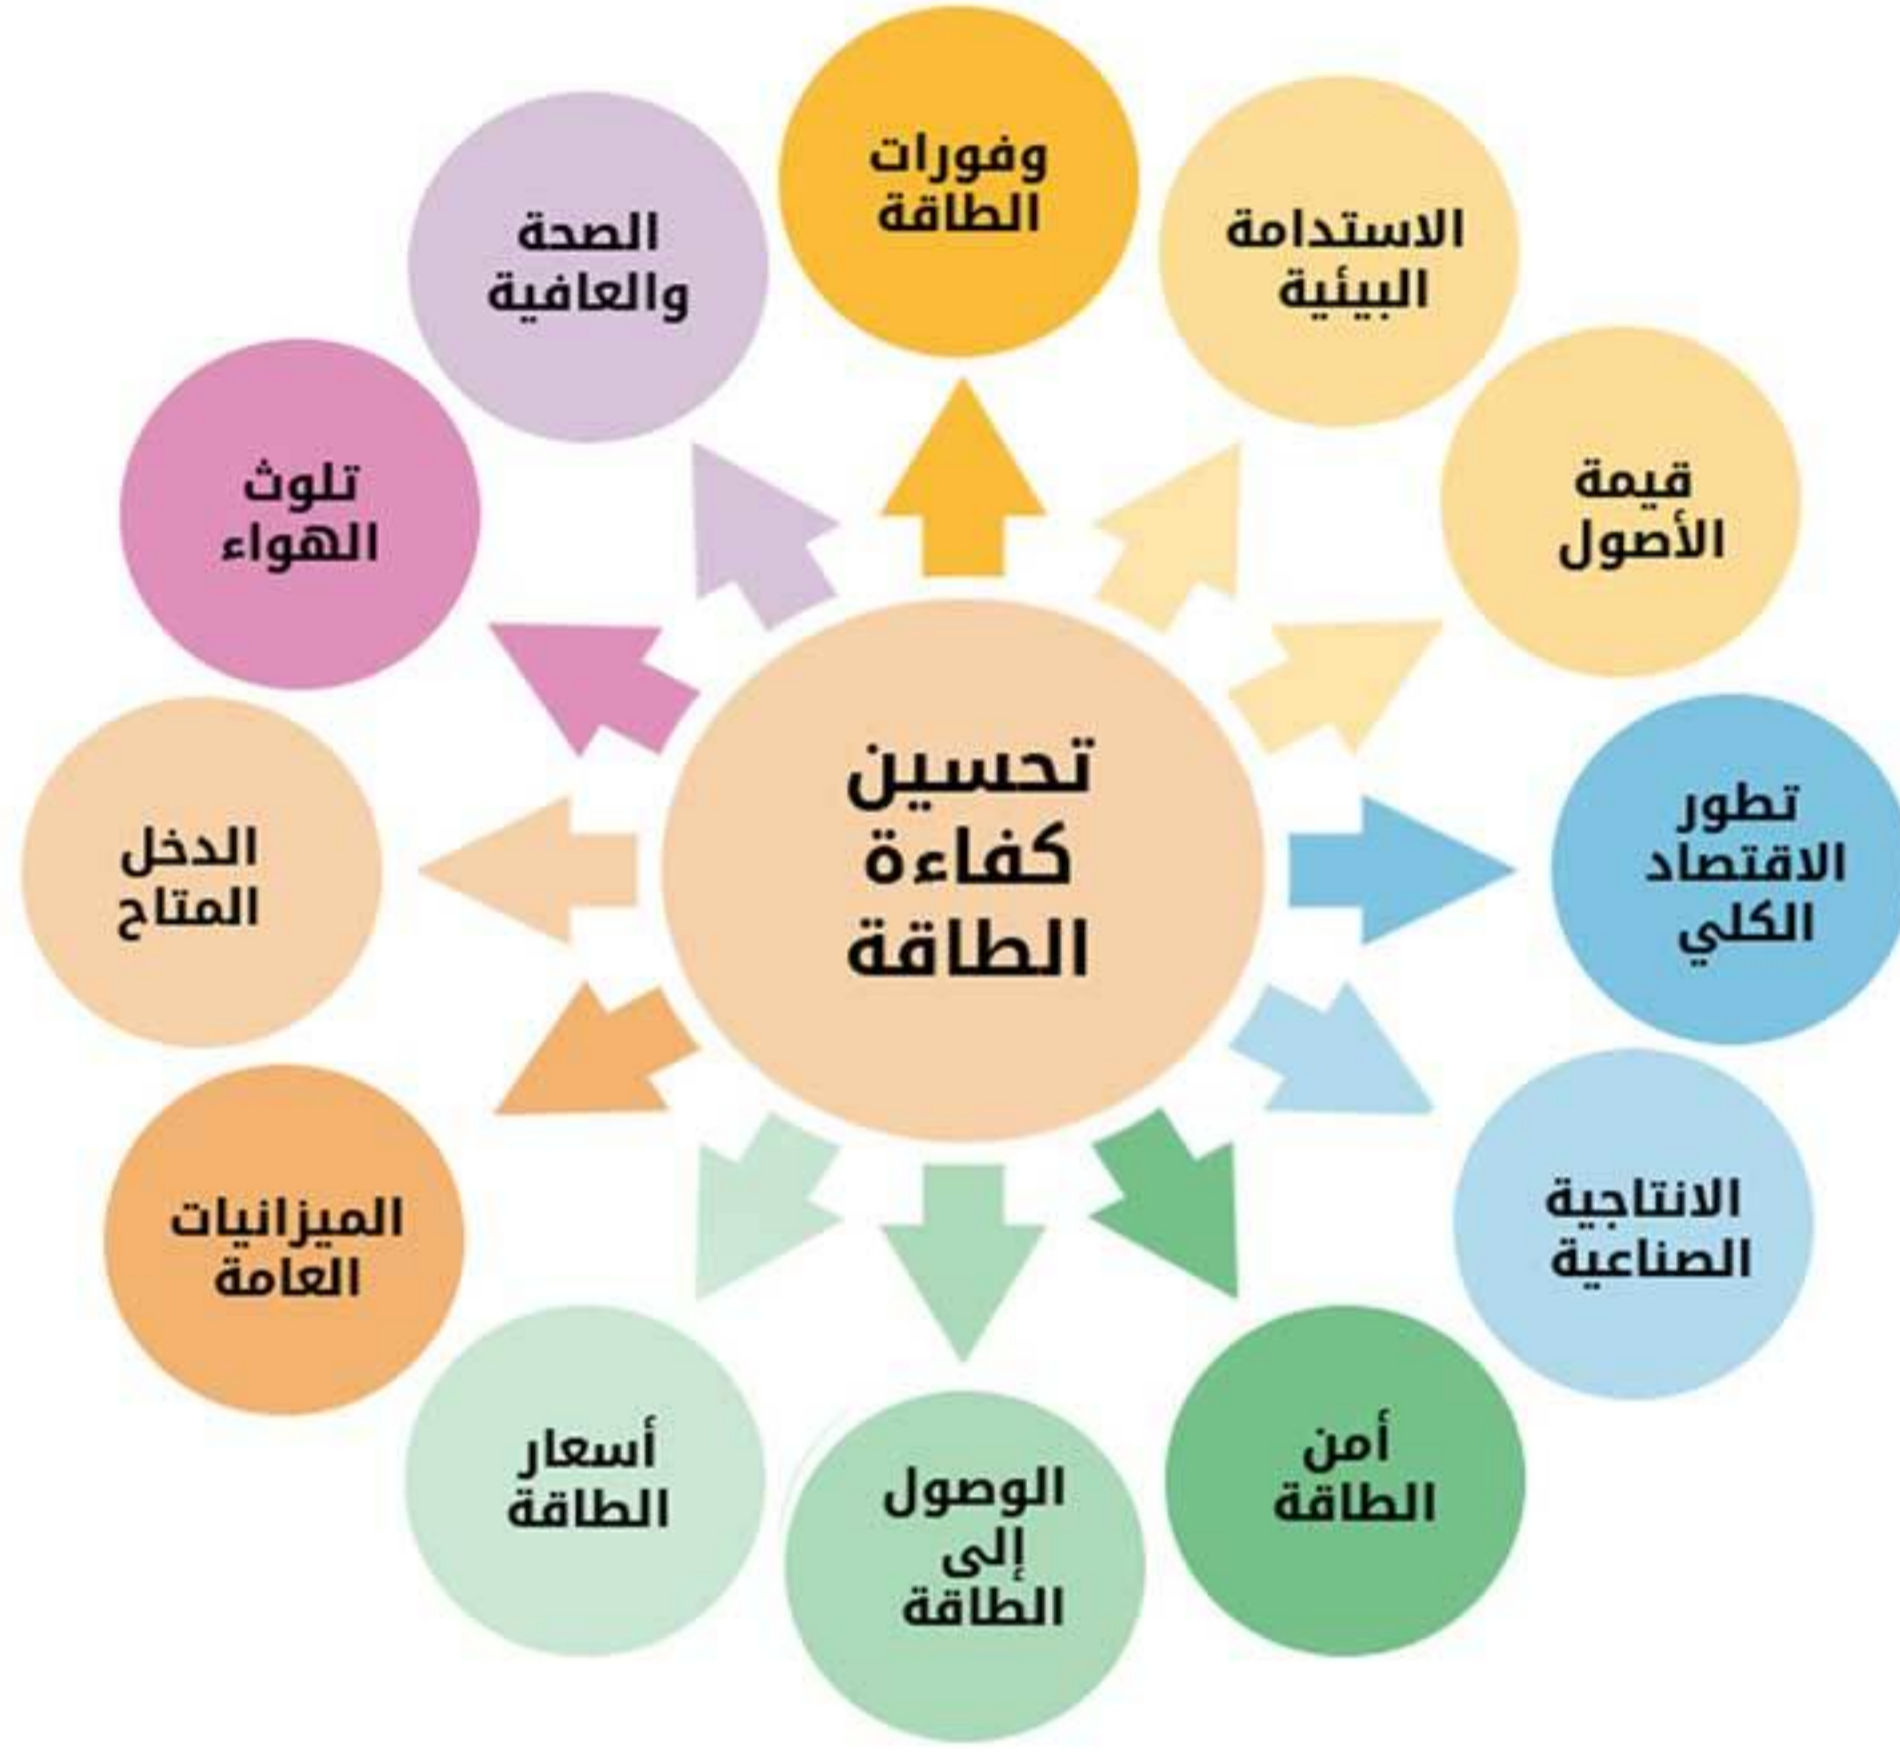 وفورات
الطاقة
الاستدامة
البيئية
قيمة
الأصول
تطور
الاقتصاد
الكلي
الانتاجية
الصناعية
أمن
الطاقة
الوصول
إلى
الطاقة
أسعار
الطاقة
الميزانيات
العامة
الدخل
المتاح
تلوث
الهواء
الصحة
والعافية
تحسين
كفاءة
الطاقة